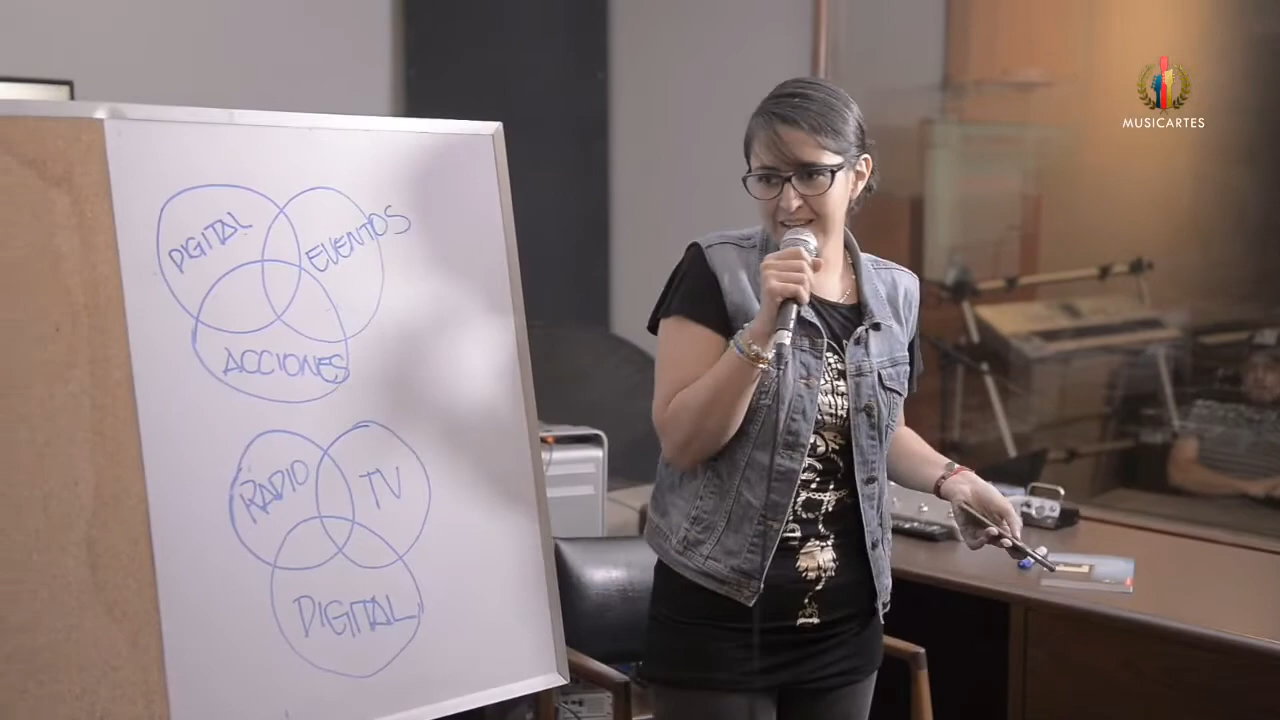 MUSICARTES
DIGITAL
EVENTOS
ACCIONES
RADIO
TV
DIGITAL